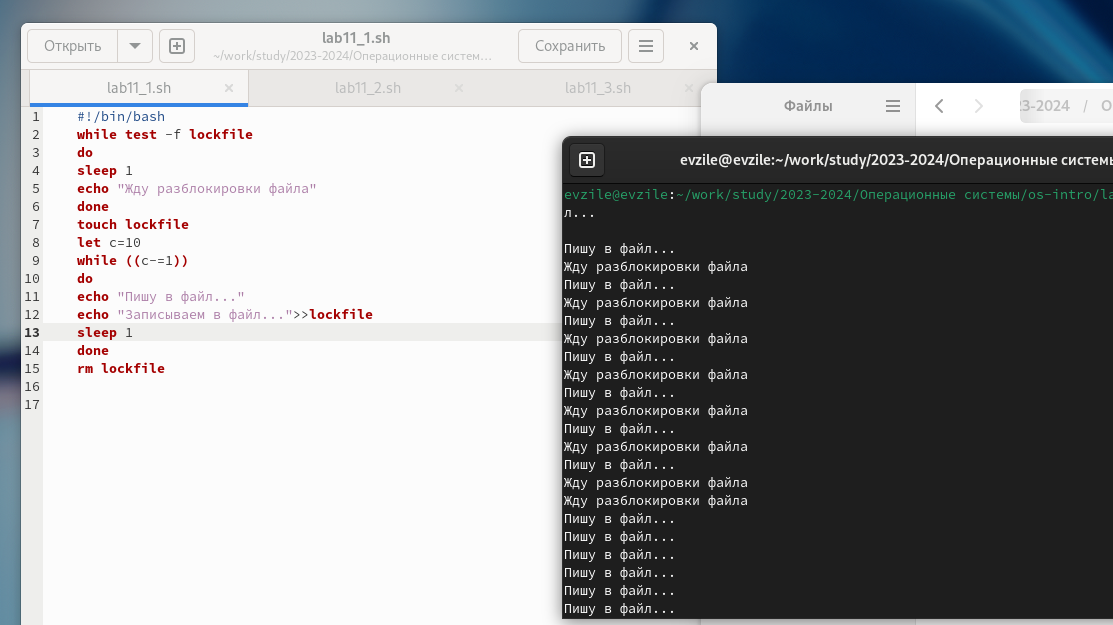 Открыть
lab11_1.sh
~/work/study/2023-2024/Операционные систем…
Сохранить
lab11_1.sh
lab11_2.sh
lab11_3.sh
1 #!/bin/bash
2 while test -f lockfile
3 do
4 sleep 1
5 echo "Жду разблокировки файла"
6 done
7 touch lockfile
8 let c=10
9 while ((c-=1))
10 do
11 echo "Пишу в файл..."
12 echo "Записываем в файл...">>lockfile
13 sleep 1
14 done
15 rm lockfile
16
17
Файлы
3-2024 / О
evzile@evzile:~/work/study/2023-2024/Операционные системы
evzile@evzile:~/work/study/2023-2024/Операционные системы/os-intro/la
л...
Пишу в файл...
Жду разблокировки файла
Пишу в файл...
Жду разблокировки файла
Пишу в файл...
Жду разблокировки файла
Пишу в файл...
Жду разблокировки файла
Пишу в файл...
Жду разблокировки файла
Пишу в файл...
Жду разблокировки файла
Пишу в файл...
Жду разблокировки файла
Жду разблокировки файла
Пишу в файл...
Пишу в файл...
Пишу в файл...
Пишу в файл...
Пишу в файл...
Пишу в файл...